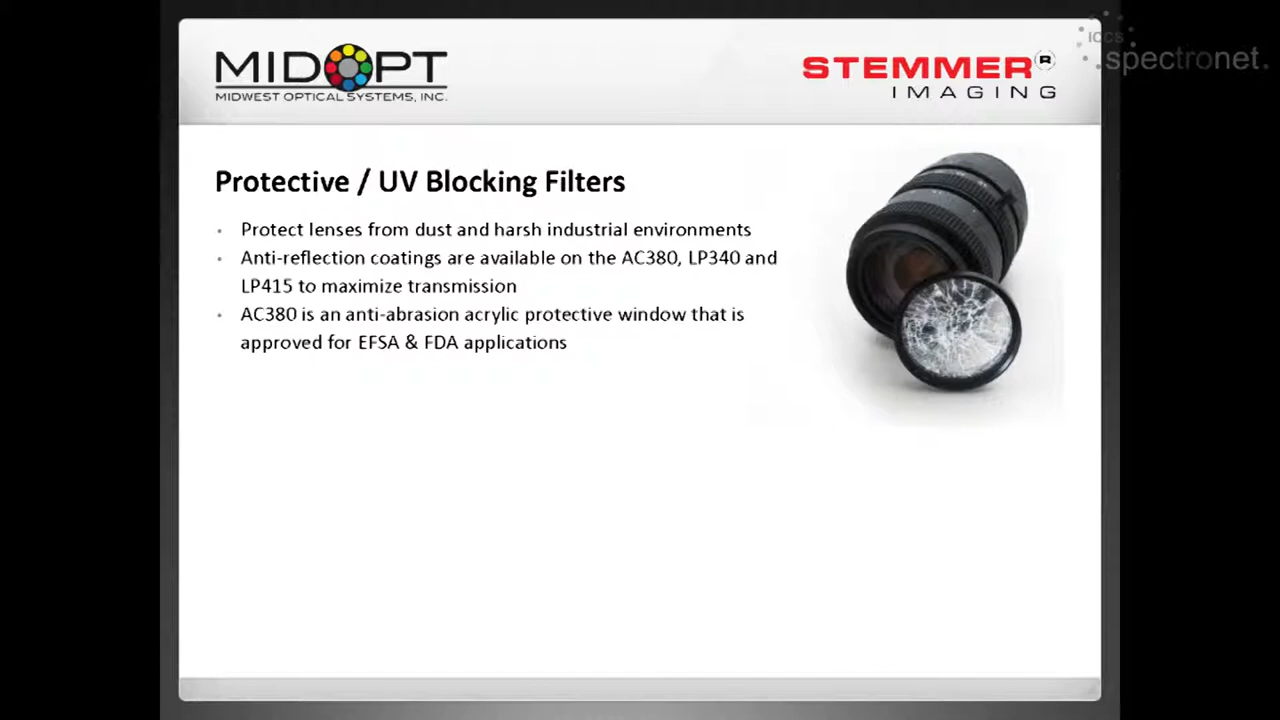 MIDOPT
MIDWEST OPTICAL SYSTEMS, INC.
STEMMER®
IMAGING
iccs
spectronet.
Protective / UV Blocking Filters
• Protect lenses from dust and harsh industrial environments
• Anti-reflection coatings are available on the AC380, LP340 and
LP415 to maximize transmission
• AC380 is an anti-abrasion acrylic protective window that is
approved for EFSA & FDA applications